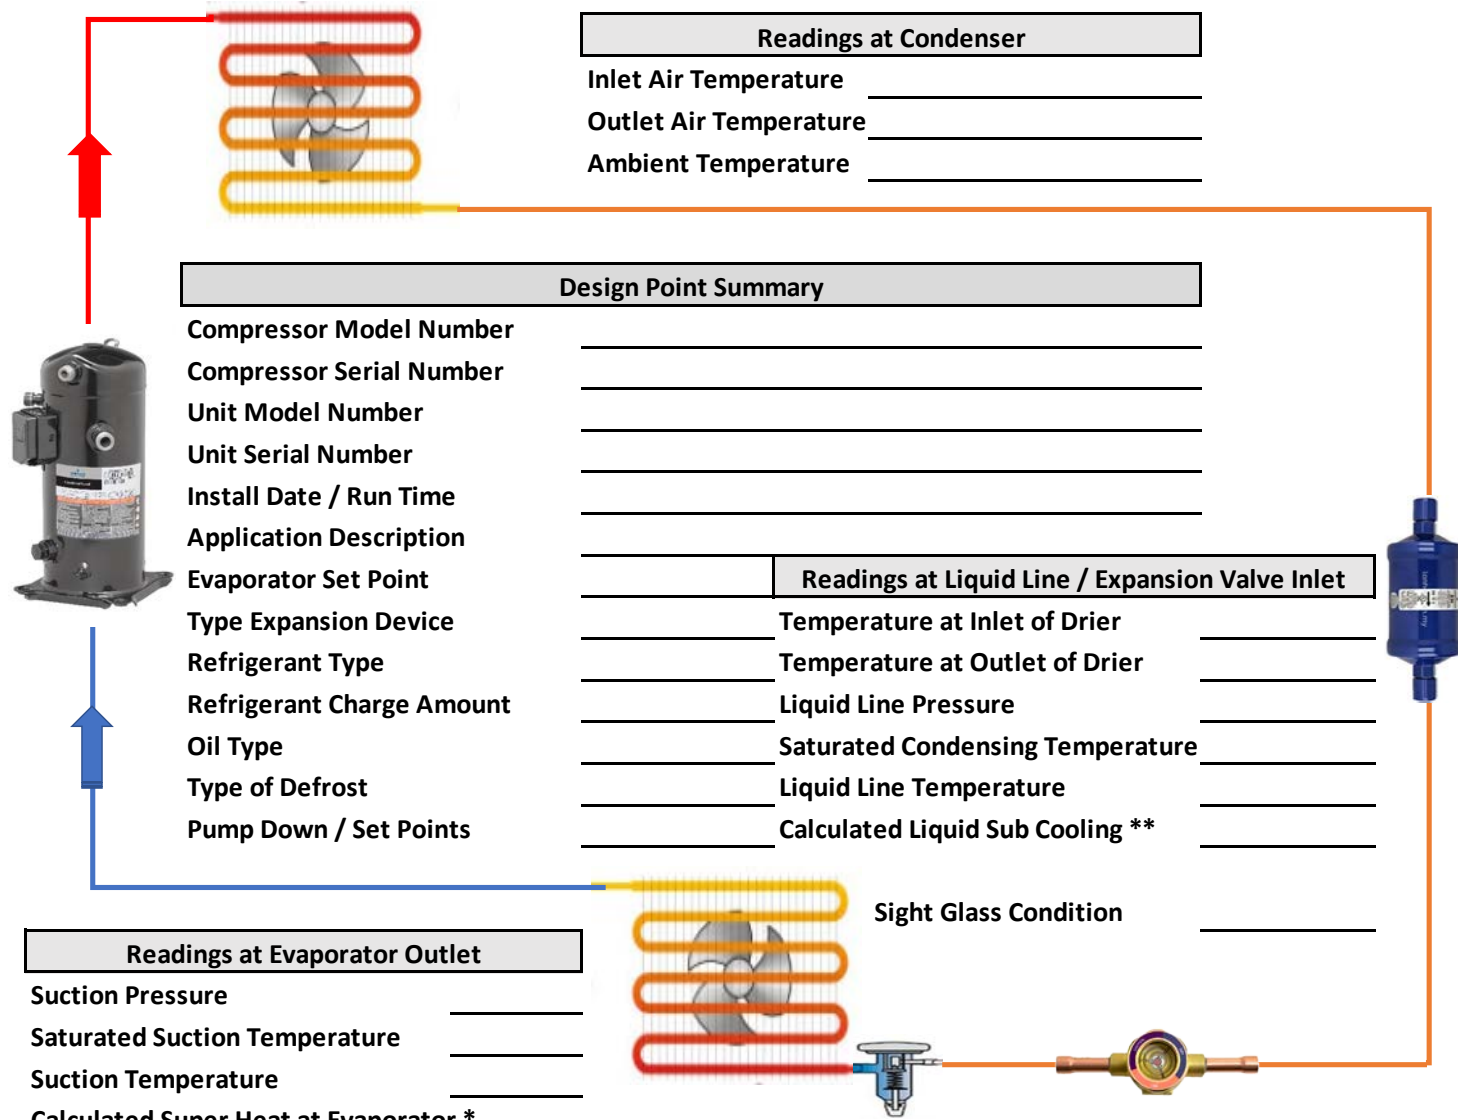 Readings at Condenser
Inlet Air Temperature
Outlet Air Temperature
Ambient Temperature
Design Point Summary
Compressor Model Number
Compressor Serial Number
Unit Model Number
Unit Serial Number
Install Date / Run Time
Application Description
Evaporator Set Point
Type Expansion Device
Refrigerant Type
Refrigerant Charge Amount
Oil Type
Type of Defrost
Pump Down / Set Points
Readings at Liquid Line / Expansion Valve Inlet
Temperature at Inlet of Drier
Temperature at Outlet of Drier
Liquid Line Pressure
Saturated Condensing Temperature
Liquid Line Temperature
Calculated Liquid Sub Cooling **
Sight Glass Condition
Readings at Evaporator Outlet
Suction Pressure
Saturated Suction Temperature
Suction Temperature
Calculated Super Heat at Evaporator *